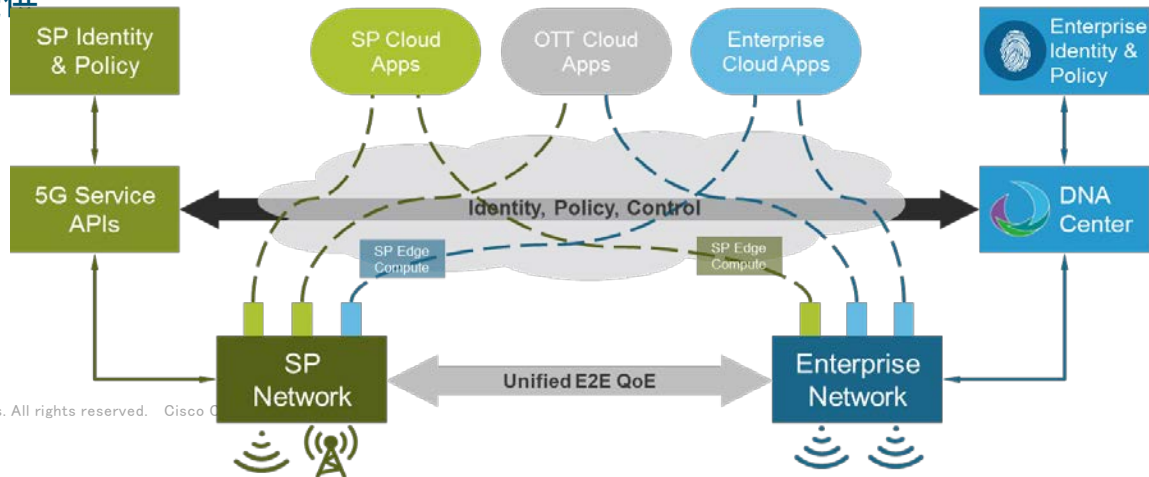 SP Identity
& Policy
SP Cloud
Apps
OTT Cloud
Apps
Enterprise
Cloud Apps
Enterprise
Identity &
Policy
5G Service
APIs
Identity, Policy, Control
DNA
Center
SP Edge
Compute
SP Edge
Compute
SP
Network
Unified E2E QoE
Enterprise
Network
s. All rights reserved. Cisco C